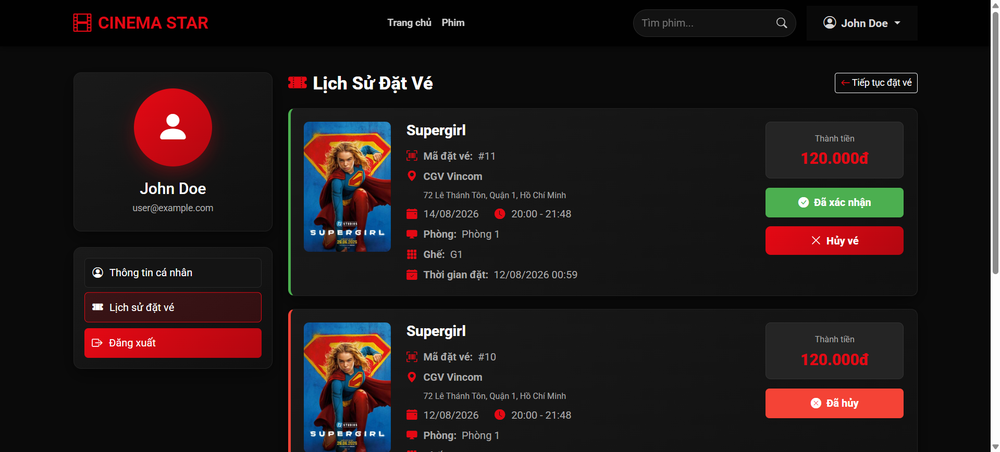 CINEMA STAR
Trang chủ
Phim
Tìm phim...
John Doe
John Doe
user@example.com
Thông tin cá nhân
Lịch sử đặt vé
Đăng xuất
Lịch Sử Đặt Vé
Tiếp tục đặt vé
STUDIOS
SUPERGIRL
26.06.2026
Supergirl
Mã đặt vé: #11
CGV Vincom
72 Lê Thánh Tôn, Quận 1, Hồ Chí Minh
14/08/2026 20:00 - 21:48
Phòng: Phòng 1
Ghế: G1
Thời gian đặt: 12/08/2026 00:59
Thành tiền
120.000đ
Đã xác nhận
Hủy vé
STUDIOS
SUPERGIRL
26.06.2026
Supergirl
Mã đặt vé: #10
CGV Vincom
72 Lê Thánh Tôn, Quận 1, Hồ Chí Minh
12/08/2026 20:00 - 21:48
Phòng: Phòng 1
Thành tiền
120.000đ
Đã hủy